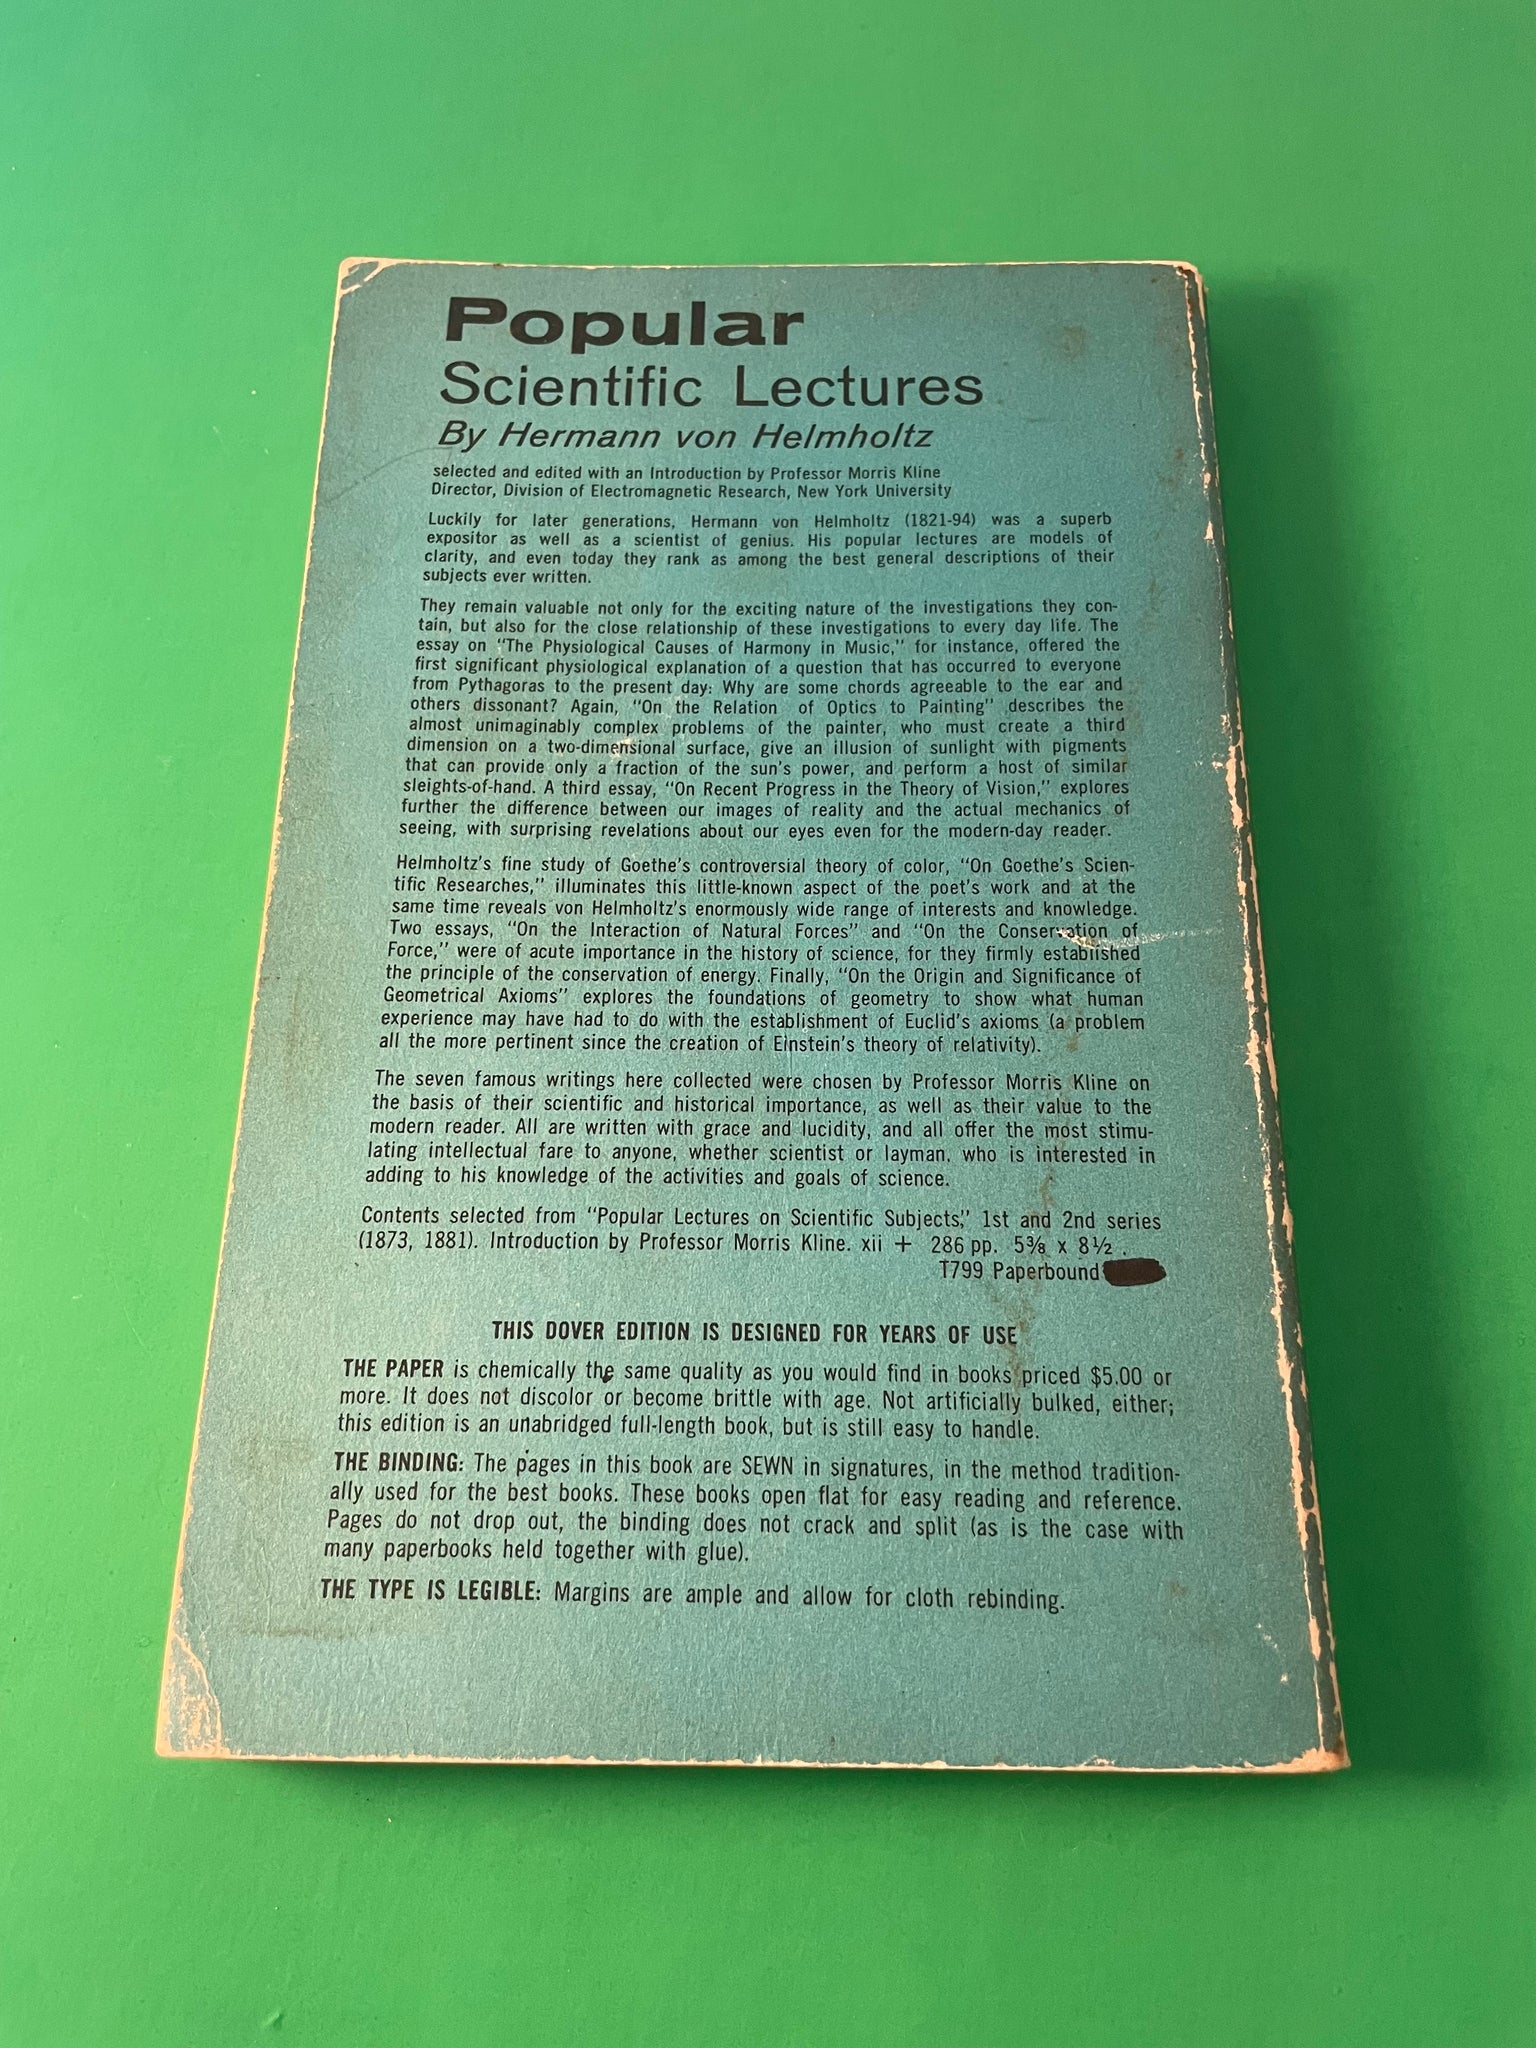 Popular
Scientific Lectures
By Hermann von Helmholtz
selected and edited with an Introduction by Professor Morris Kline
Director, Division of Electromagnetic Research, New York University
Luckily for later generations, Hermann von Helmholtz (1821-94) was a superb
expositor as well as a scientist of genius. His popular lectures are models of
clarity, and even today they rank as among the best general descriptions of their
subjects ever written.
They remain valuable not only for the exciting nature of the investigations they con-
tain, but also for the close relationship of these investigations to every day life. The
essay on "The Physiological Causes of Harmony in Music," for instance, offered the
first significant physiological explanation of a question that has occurred to everyone
from Pythagoras to the present day: Why are some chords agreeable to the ear and
others dissonant? Again, "On the Relation of Optics to Painting" describes the
almost unimaginably complex problems of the painter, who must create a third
dimension on a two-dimensional surface, give an illusion of sunlight with pigments
that can provide only a fraction of the sun's power, and perform a host of similar
sleights-of-hand. A third essay, "On Recent Progress in the Theory of Vision," explores
further the difference between our images of reality and the actual mechanics of
seeing, with surprising revelations about our eyes even for the modern-day reader.
Helmholtz's fine study of Goethe's controversial theory of color, "On Goethe's Scien-
tific Researches," illuminates this little-known aspect of the poet's work and at the
same time reveals von Helmholtz's enormously wide range of interests and knowledge.
Two essays, "On the Interaction of Natural Forces" and "On the Conservation of
Force," were of acute importance in the history of science, for they firmly established
the principle of the conservation of energy. Finally, "On the Origin and Significance of
Geometrical Axioms" explores the foundations of geometry to show what human
experience may have had to do with the establishment of Euclid's axioms (a problem
all the more pertinent since the creation of Einstein's theory of relativity).
The seven famous writings here collected were chosen by Professor Morris Kline on
the basis of their scientific and historical importance, as well as their value to the
modern reader. All are written with grace and lucidity, and all offer the most stimu-
lating intellectual fare to anyone, whether scientist or layman, who is interested in
adding to his knowledge of the activities and goals of science.
Contents selected from "Popular Lectures on Scientific Subjects," 1st and 2nd series
(1873, 1881). Introduction by Professor Morris Kline. xii + 286 pp. 5⅜ x 8½.
T799 Paperbound
THIS DOVER EDITION IS DESIGNED FOR YEARS OF USE
THE PAPER is chemically the same quality as you would find in books priced $5.00 or
more. It does not discolor or become brittle with age. Not artificially bulked, either;
this edition is an unabridged full-length book, but is still easy to handle.
THE BINDING: The pages in this book are SEWN in signatures, in the method tradition-
ally used for the best books. These books open flat for easy reading and reference.
Pages do not drop out, the binding does not crack and split (as is the case with
many paperbooks held together with glue).
THE TYPE IS LEGIBLE: Margins are ample and allow for cloth rebinding.